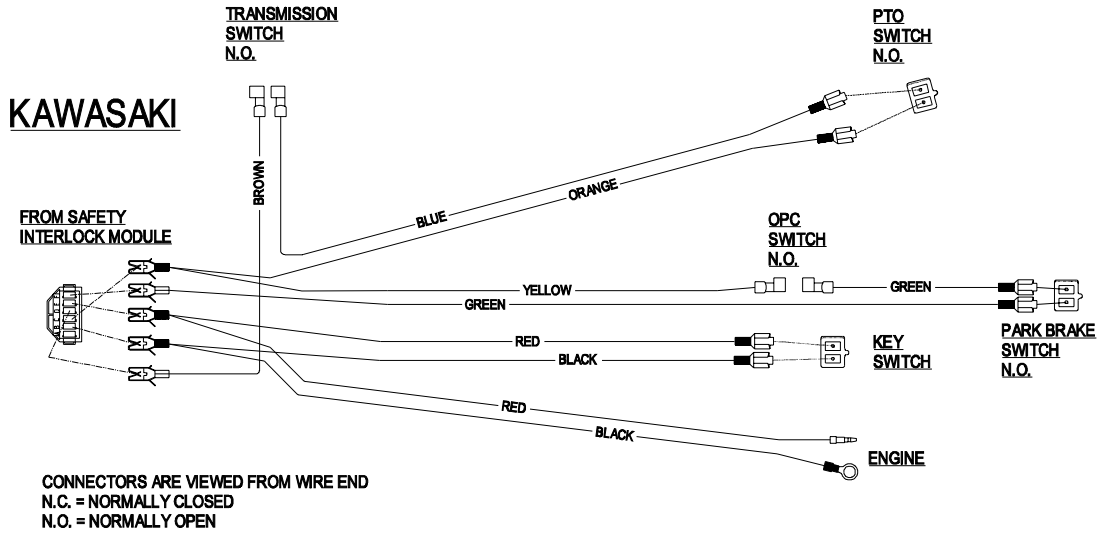 TRANSMISSION
SWITCH
N.O.
PTO
SWITCH
N.O.
KAWASAKI
BROWN
BLUE
ORANGE
FROM SAFETY
INTERLOCK MODULE
OPC
SWITCH
N.O.
YELLOW
GREEN
GREEN
RED
BLACK
KEY
SWITCH
PARK BRAKE
SWITCH
N.O.
RED
BLACK
ENGINE
CONNECTORS ARE VIEWED FROM WIRE END
N.C. = NORMALLY CLOSED
N.O. = NORMALLY OPEN